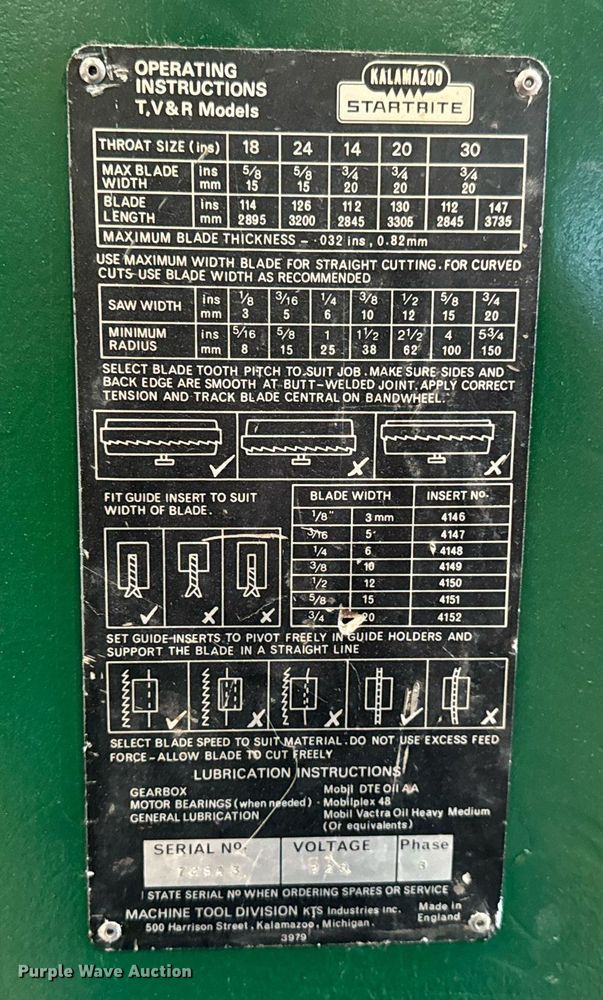 OPERATING
INSTRUCTIONS
T,V&R Models
KALAMAZOO
STARTRITE
THROAT SIZE (ins) 18 24 14 20 30
MAX BLADE WIDTH ins 5/8 5/8 3/4 3/4 3/4
mm 15 15 20 20 20
BLADE LENGTH ins 114 126 112 130 112 147
mm 2895 3200 2845 3305 2845 3735
MAXIMUM BLADE THICKNESS – ·032 ins, 0.82mm
USE MAXIMUM WIDTH BLADE FOR STRAIGHT CUTTING. FOR CURVED
CUTS-USE BLADE WIDTH AS RECOMMENDED
SAW WIDTH ins 1/8 3/16 1/4 3/8 1/2 5/8 3/4
mm 3 5 6 10 12 15 20
MINIMUM RADIUS ins 5/16 5/8 1 1 1/2 2 1/2 4 5 3/4
mm 8 15 25 38 62 100 150
SELECT BLADE TOOTH PITCH TO SUIT JOB. MAKE SURE SIDES AND
BACK EDGE ARE SMOOTH AT BUTT-WELDED JOINT. APPLY CORRECT
TENSION AND TRACK BLADE CENTRAL ON BANDWHEEL.
FIT GUIDE INSERT TO SUIT
WIDTH OF BLADE.
BLADE WIDTH INSERT No.
1/8" 3mm 4146
3/16 5 4147
1/4 6 4148
3/8 10 4149
1/2 12 4150
5/8 15 4151
3/4 20 4152
SET GUIDE-INSERTS TO PIVOT FREELY IN GUIDE HOLDERS AND
SUPPORT THE BLADE IN A STRAIGHT LINE
SELECT BLADE SPEED TO SUIT MATERIAL. DO NOT USE EXCESS FEED
FORCE-ALLOW BLADE TO CUT FREELY
LUBRICATION INSTRUCTIONS
GEARBOX Mobil DTE Oil AA
MOTOR BEARINGS (when needed) - Mobilplex 48
GENERAL LUBRICATION Mobil Vactra Oil Heavy Medium
(Or equivalents)
SERIAL No. VOLTAGE Phase
3
STATE SERIAL No WHEN ORDERING SPARES OR SERVICE
MACHINE TOOL DIVISION KTS Industries Inc. Made in
500 Harrison Street, Kalamazoo, Michigan. England
3979
Purple Wave Auction